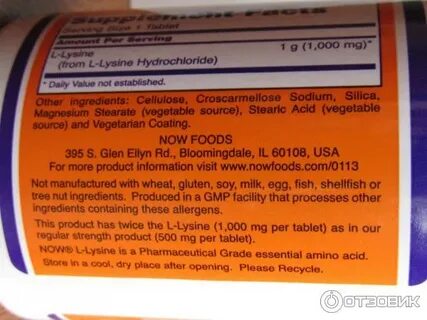 Supplement Facts
Serving Size 1 Tablet
Amount Per Serving
L-Lysine 1 g (1,000 mg)*
(from L-Lysine Hydrochloride)
* Daily Value not established.
Other ingredients: Cellulose, Croscarmellose Sodium, Silica,
Magnesium Stearate (vegetable source), Stearic Acid (vegetable
source) and Vegetarian Coating.
NOW FOODS
395 S. Glen Ellyn Rd., Bloomingdale, IL 60108, USA
For more product information visit www.nowfoods.com/0113
Not manufactured with wheat, gluten, soy, milk, egg, fish, shellfish or
tree nut ingredients. Produced in a GMP facility that processes other
ingredients containing these allergens.
This product has twice the L-Lysine (1,000 mg per tablet) as in our
regular strength product (500 mg per tablet).
NOW® L-Lysine is a Pharmaceutical Grade essential amino acid.
Store in a cool, dry place after opening. Please Recycle.
ОТЗОВИК